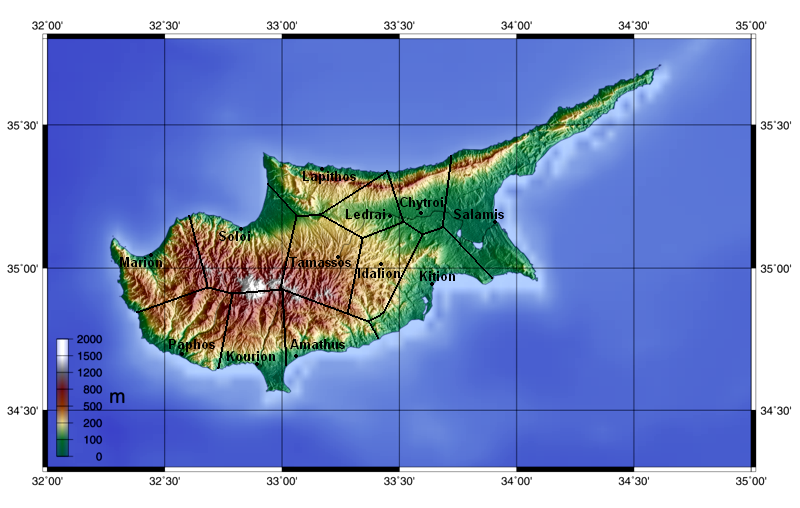 32˚00' 32˚30' 33˚00' 33˚30' 34˚00' 34˚30' 35˚00'
35˚30' 35˚30'
Lapithos
Chytroi
Ledrai Salamis
Soloi
Marion Tamassos
Idalion Khion
35˚00' 35˚00'
Paphos Amathus
Kourion
2000
1500
1200
800
500
200
100
0
m
34˚30' 34˚30'
32˚00' 32˚30' 33˚00' 33˚30' 34˚00' 34˚30' 35˚00'